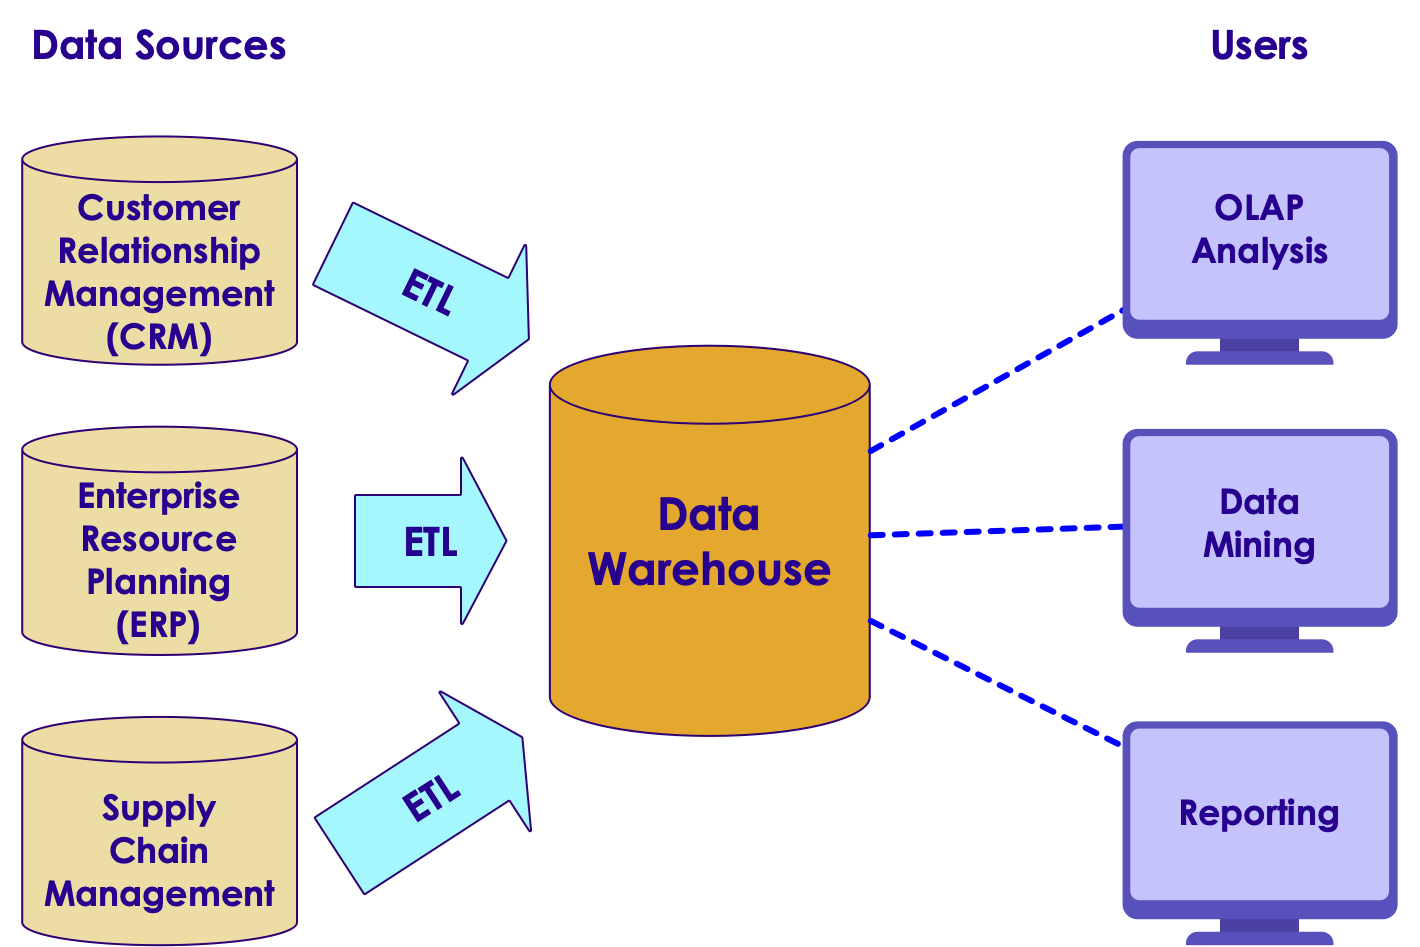 Data Sources
Users
Customer
Relationship
Management
(CRM)
ETL
OLAP
Analysis
Enterprise
Resource
Planning
(ERP)
ETL
Data
Warehouse
Data
Mining
Supply
Chain
Management
ETL
Reporting